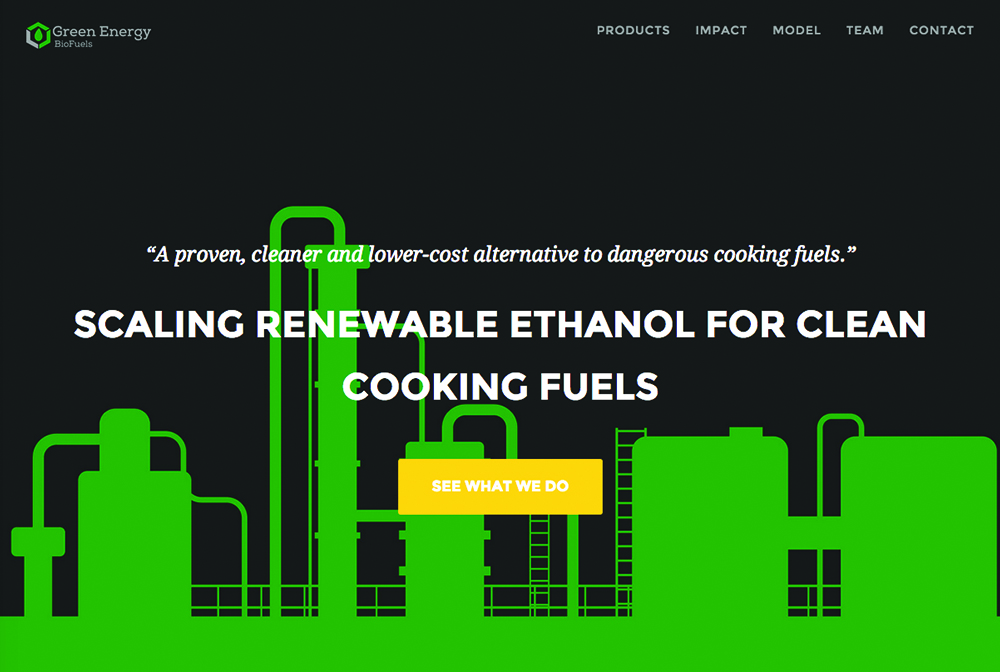 Green Energy
BioFuels
PRODUCTS IMPACT MODEL TEAM CONTACT
“A proven, cleaner and lower-cost alternative to dangerous cooking fuels.”
SCALING RENEWABLE ETHANOL FOR CLEAN
COOKING FUELS
SEE WHAT WE DO